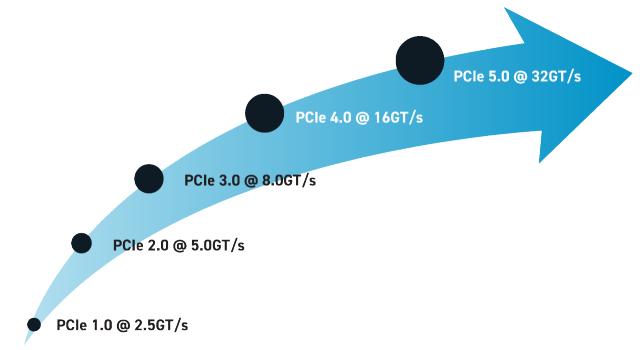 PCIe 5.0 @ 32GT/s
PCIe 4.0 @ 16GT/s
PCIe 3.0 @ 8.0GT/s
PCIe 2.0 @ 5.0GT/s
PCIe 1.0 @ 2.5GT/s